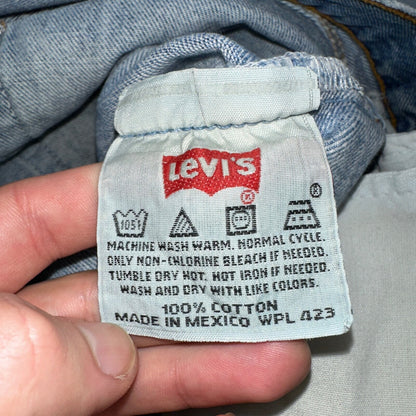 LEVI'S
®
®
105F
MACHINE WASH WARM. NORMAL CYCLE.
ONLY NON-CHLORINE BLEACH IF NEEDED.
TUMBLE DRY HOT. HOT IRON IF NEEDED.
WASH AND DRY WITH LIKE COLORS.
100% COTTON
MADE IN MEXICO WPL 423